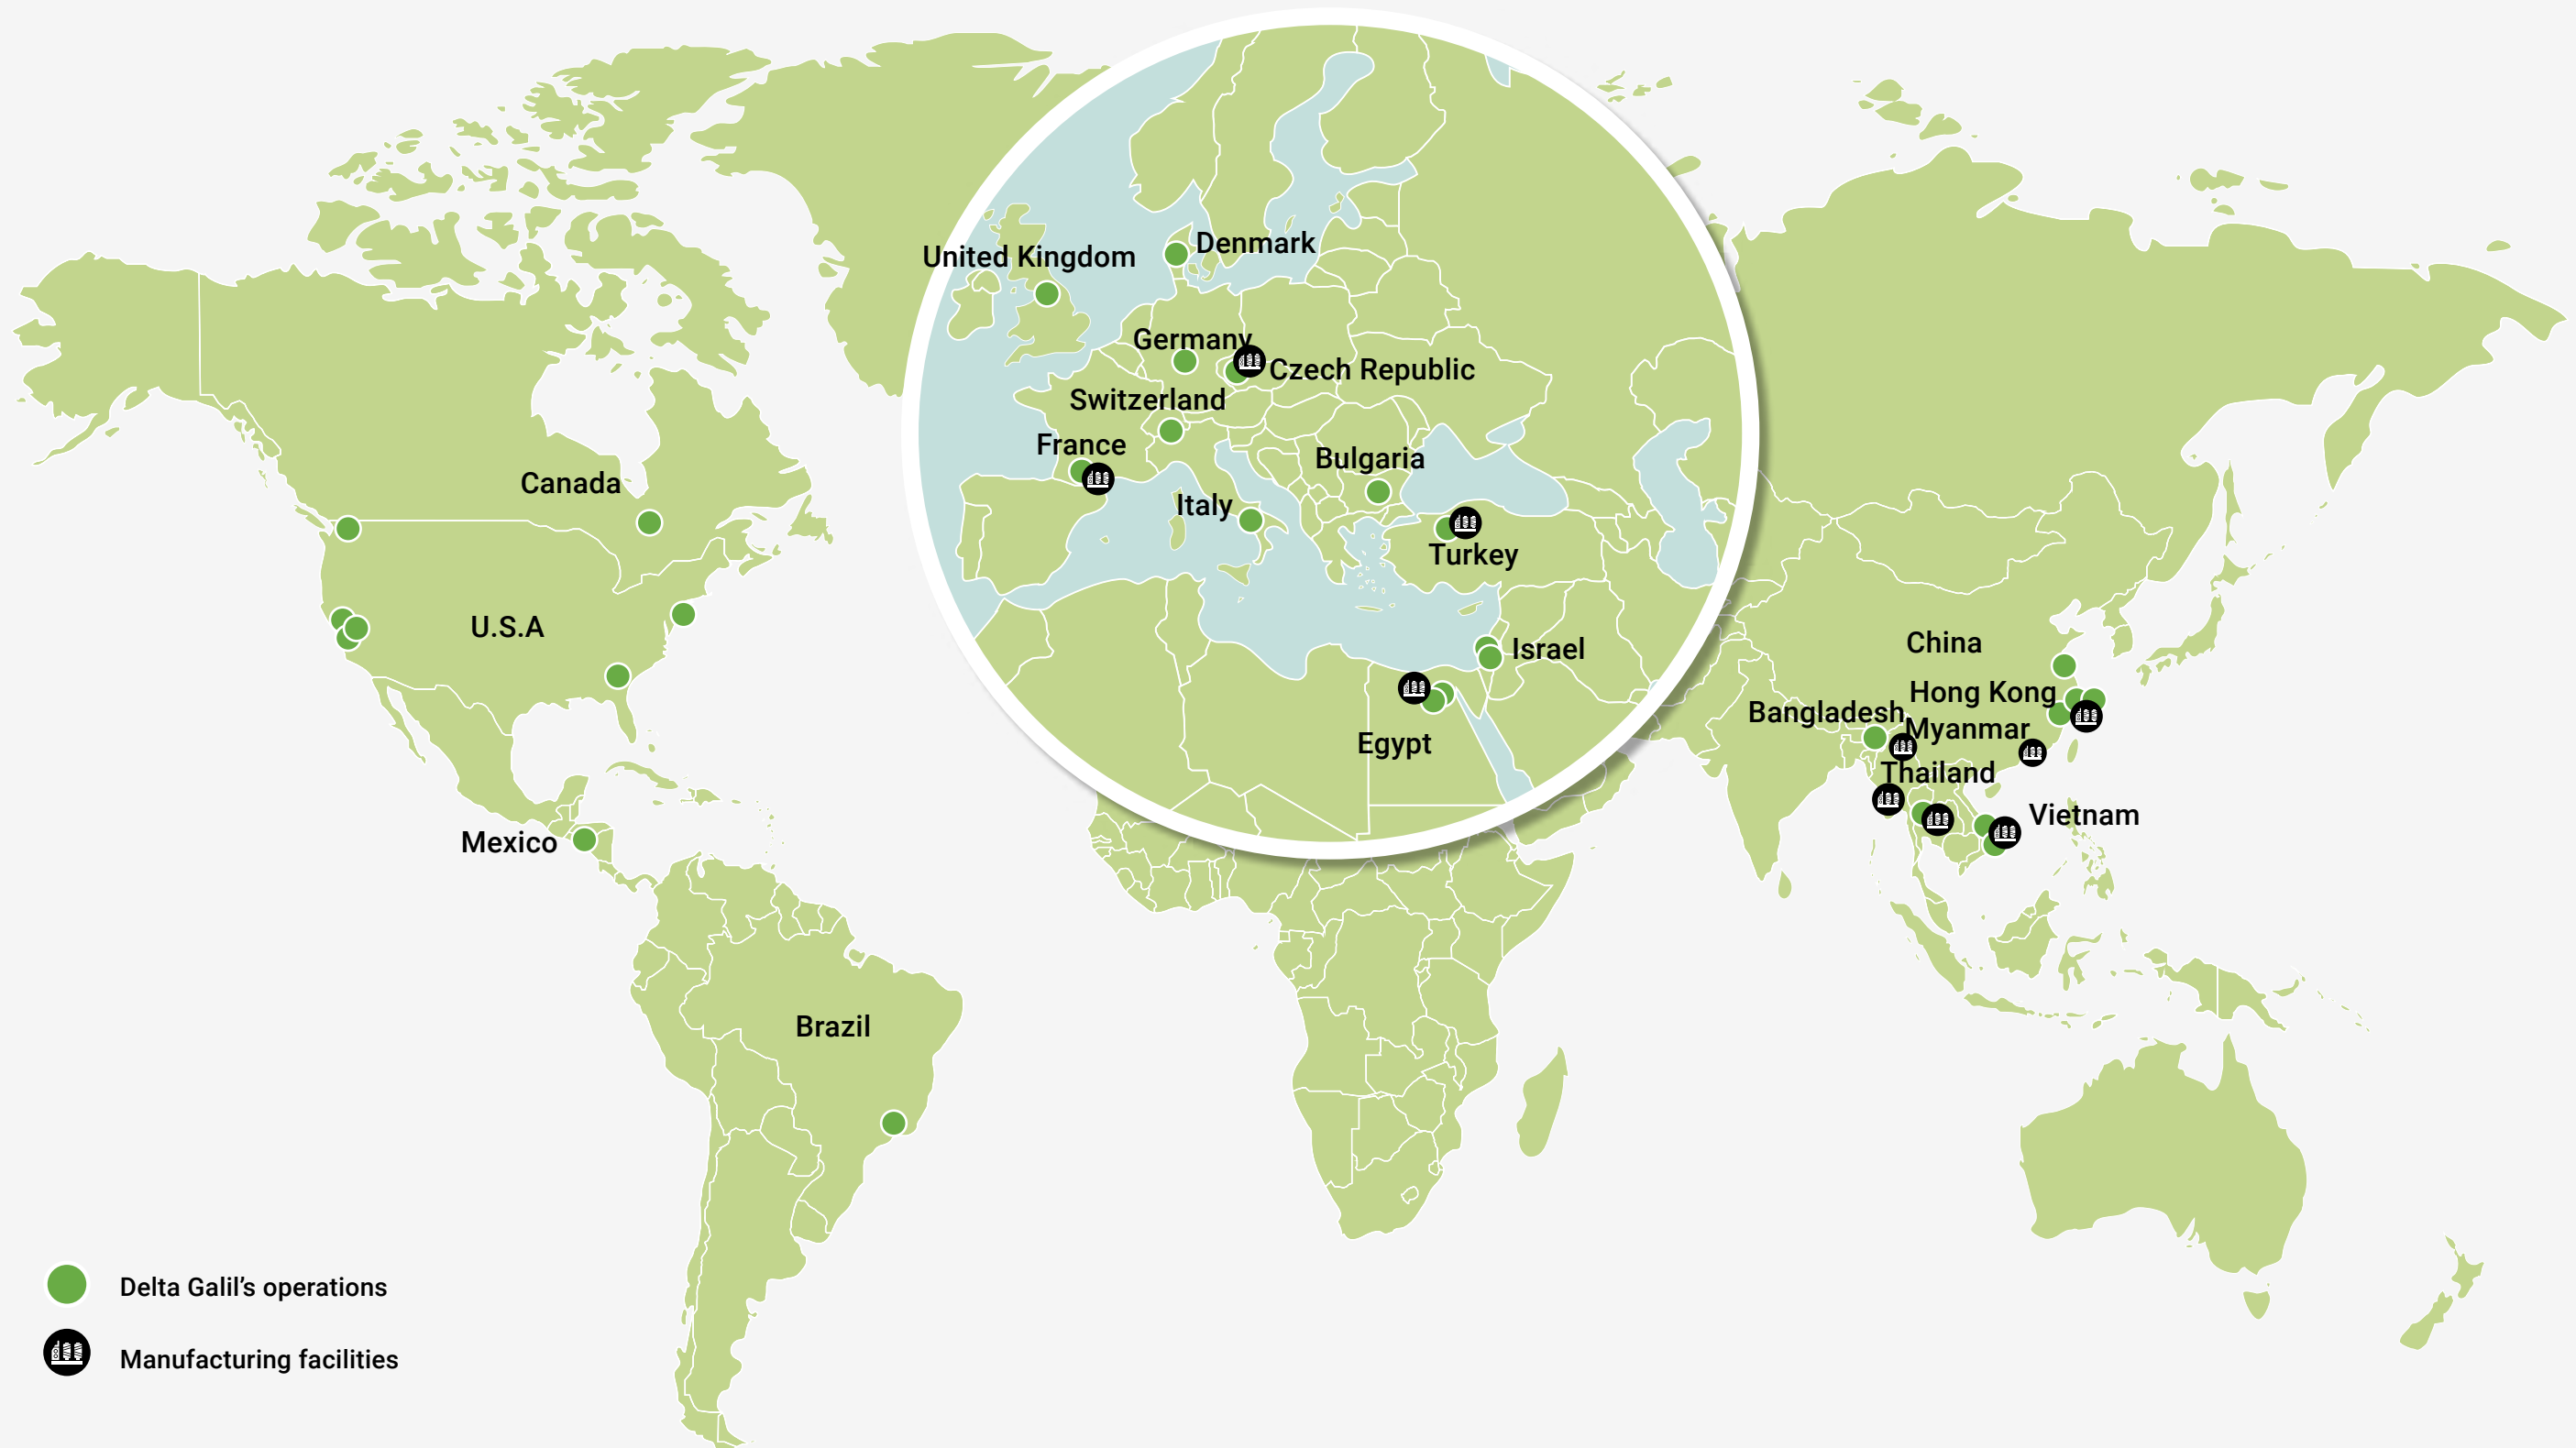 United Kingdom
Denmark
Germany
Czech Republic
Switzerland
France
Bulgaria
Canada
Italy
Turkey
U.S.A
Israel
China
Hong Kong
Bangladesh
Myanmar
Egypt
Thailand
Vietnam
Mexico
Brazil
Delta Galil’s operations
Manufacturing facilities